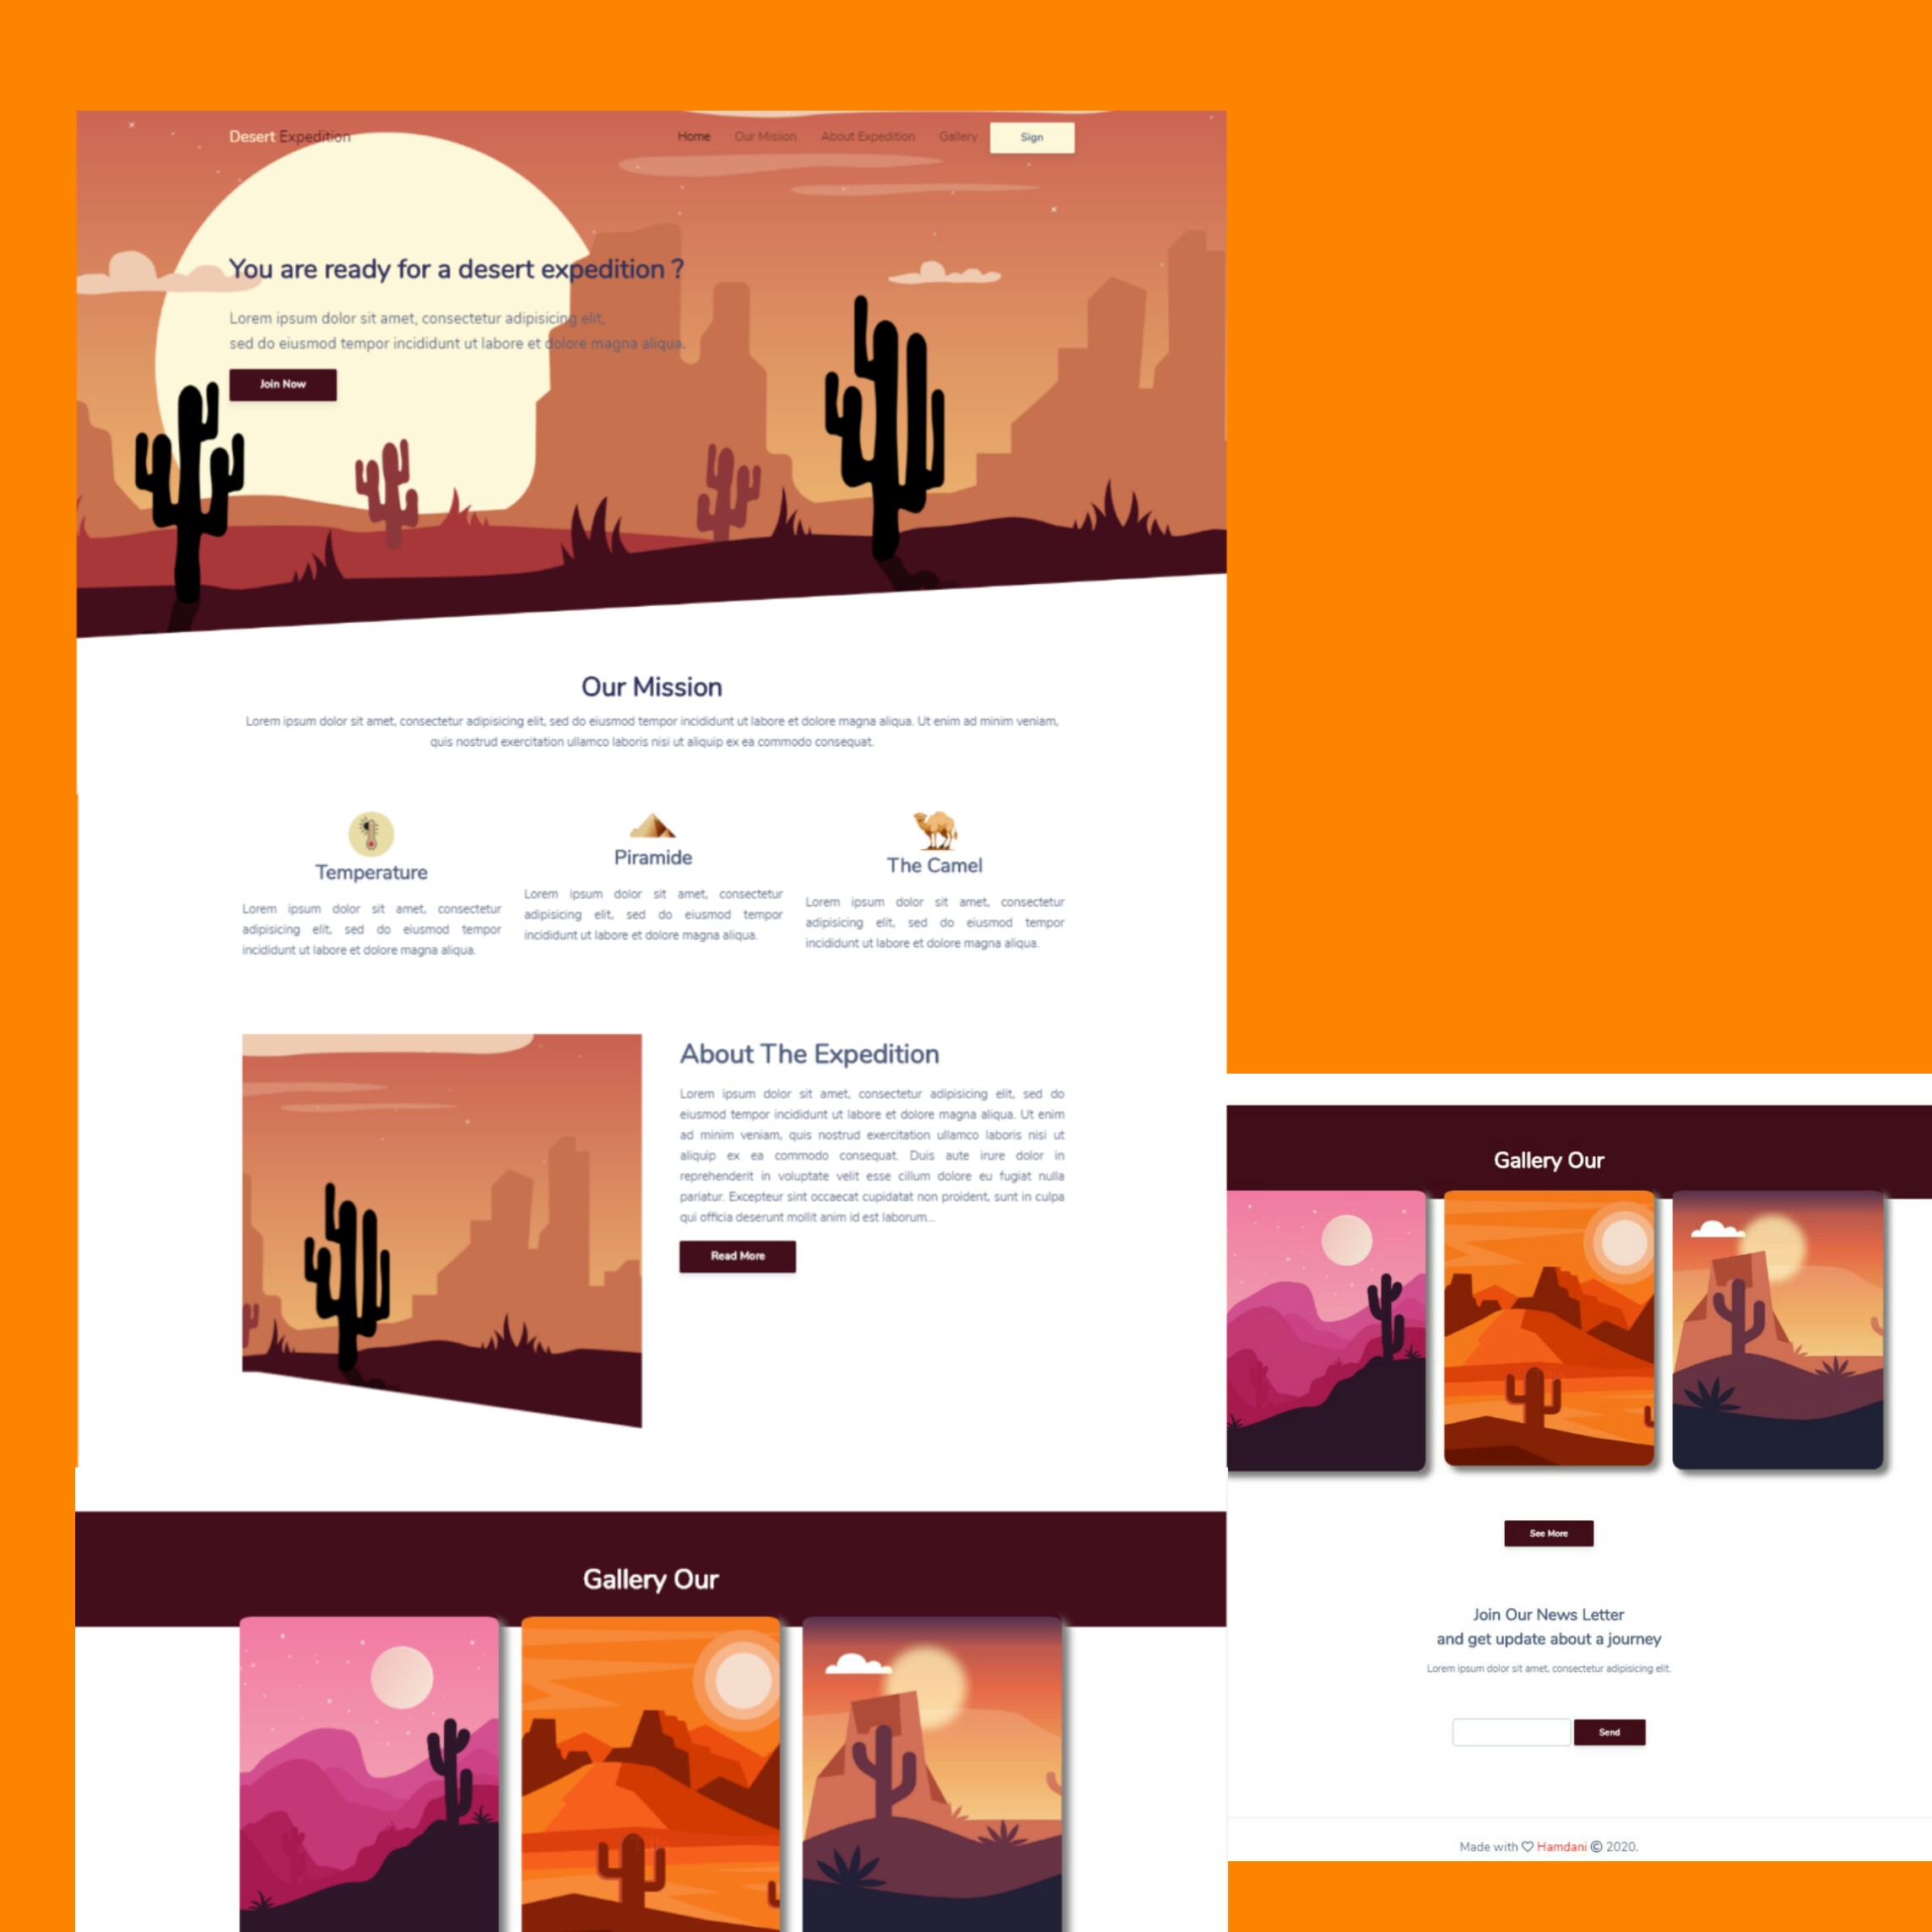 Desert Expedition
Home Our Misiion About Expedition Gallery Sign
You are ready for a desert expedition ?
Lorem ipsum dolor sit amet, consectetur adipisicing elit,
sed do eiusmod tempor incididunt ut labore et dolore magna aliqua.
Join Now
Our Mission
Lorem ipsum dolor sit amet, consectetur adipisicing elit, sed do eiusmod tempor incididunt ut labore et dolore magna aliqua. Ut enim ad minim veniam,
quis nostrud exercitation ullamco laboris nisi ut aliquip ex ea commodo consequat.
Temperature
Lorem ipsum dolor sit amet, consectetur
adipisicing elit, sed do eiusmod tempor
incididunt ut labore et dolore magna aliqua.
Piramide
Lorem ipsum dolor sit amet, consectetur
adipisicing elit, sed do eiusmod tempor
incididunt ut labore et dolore magna aliqua.
The Camel
Lorem ipsum dolor sit amet, consectetur
adipisicing elit, sed do eiusmod tempor
incididunt ut labore et dolore magna aliqua.
About The Expedition
Lorem ipsum dolor sit amet, consectetur adipisicing elit, sed do
eiusmod tempor incididunt ut labore et dolore magna aliqua. Ut enim
ad minim veniam, quis nostrud exercitation ullamco laboris nisi ut
aliquip ex ea commodo consequat. Duis aute irure dolor in
reprehenderit in voluptate velit esse cillum dolore eu fugiat nulla
pariatur. Excepteur sint occaecat cupidatat non proident, sunt in culpa
qui officia deserunt mollit anim id est laborum...
Read More
Gallery Our
Gallery Our
See More
Join Our News Letter
and get update about a journey
Lorem ipsum dolor sit amet, consectetur adipisicing elit.
Send
Made with ♡ Hamdani © 2020.